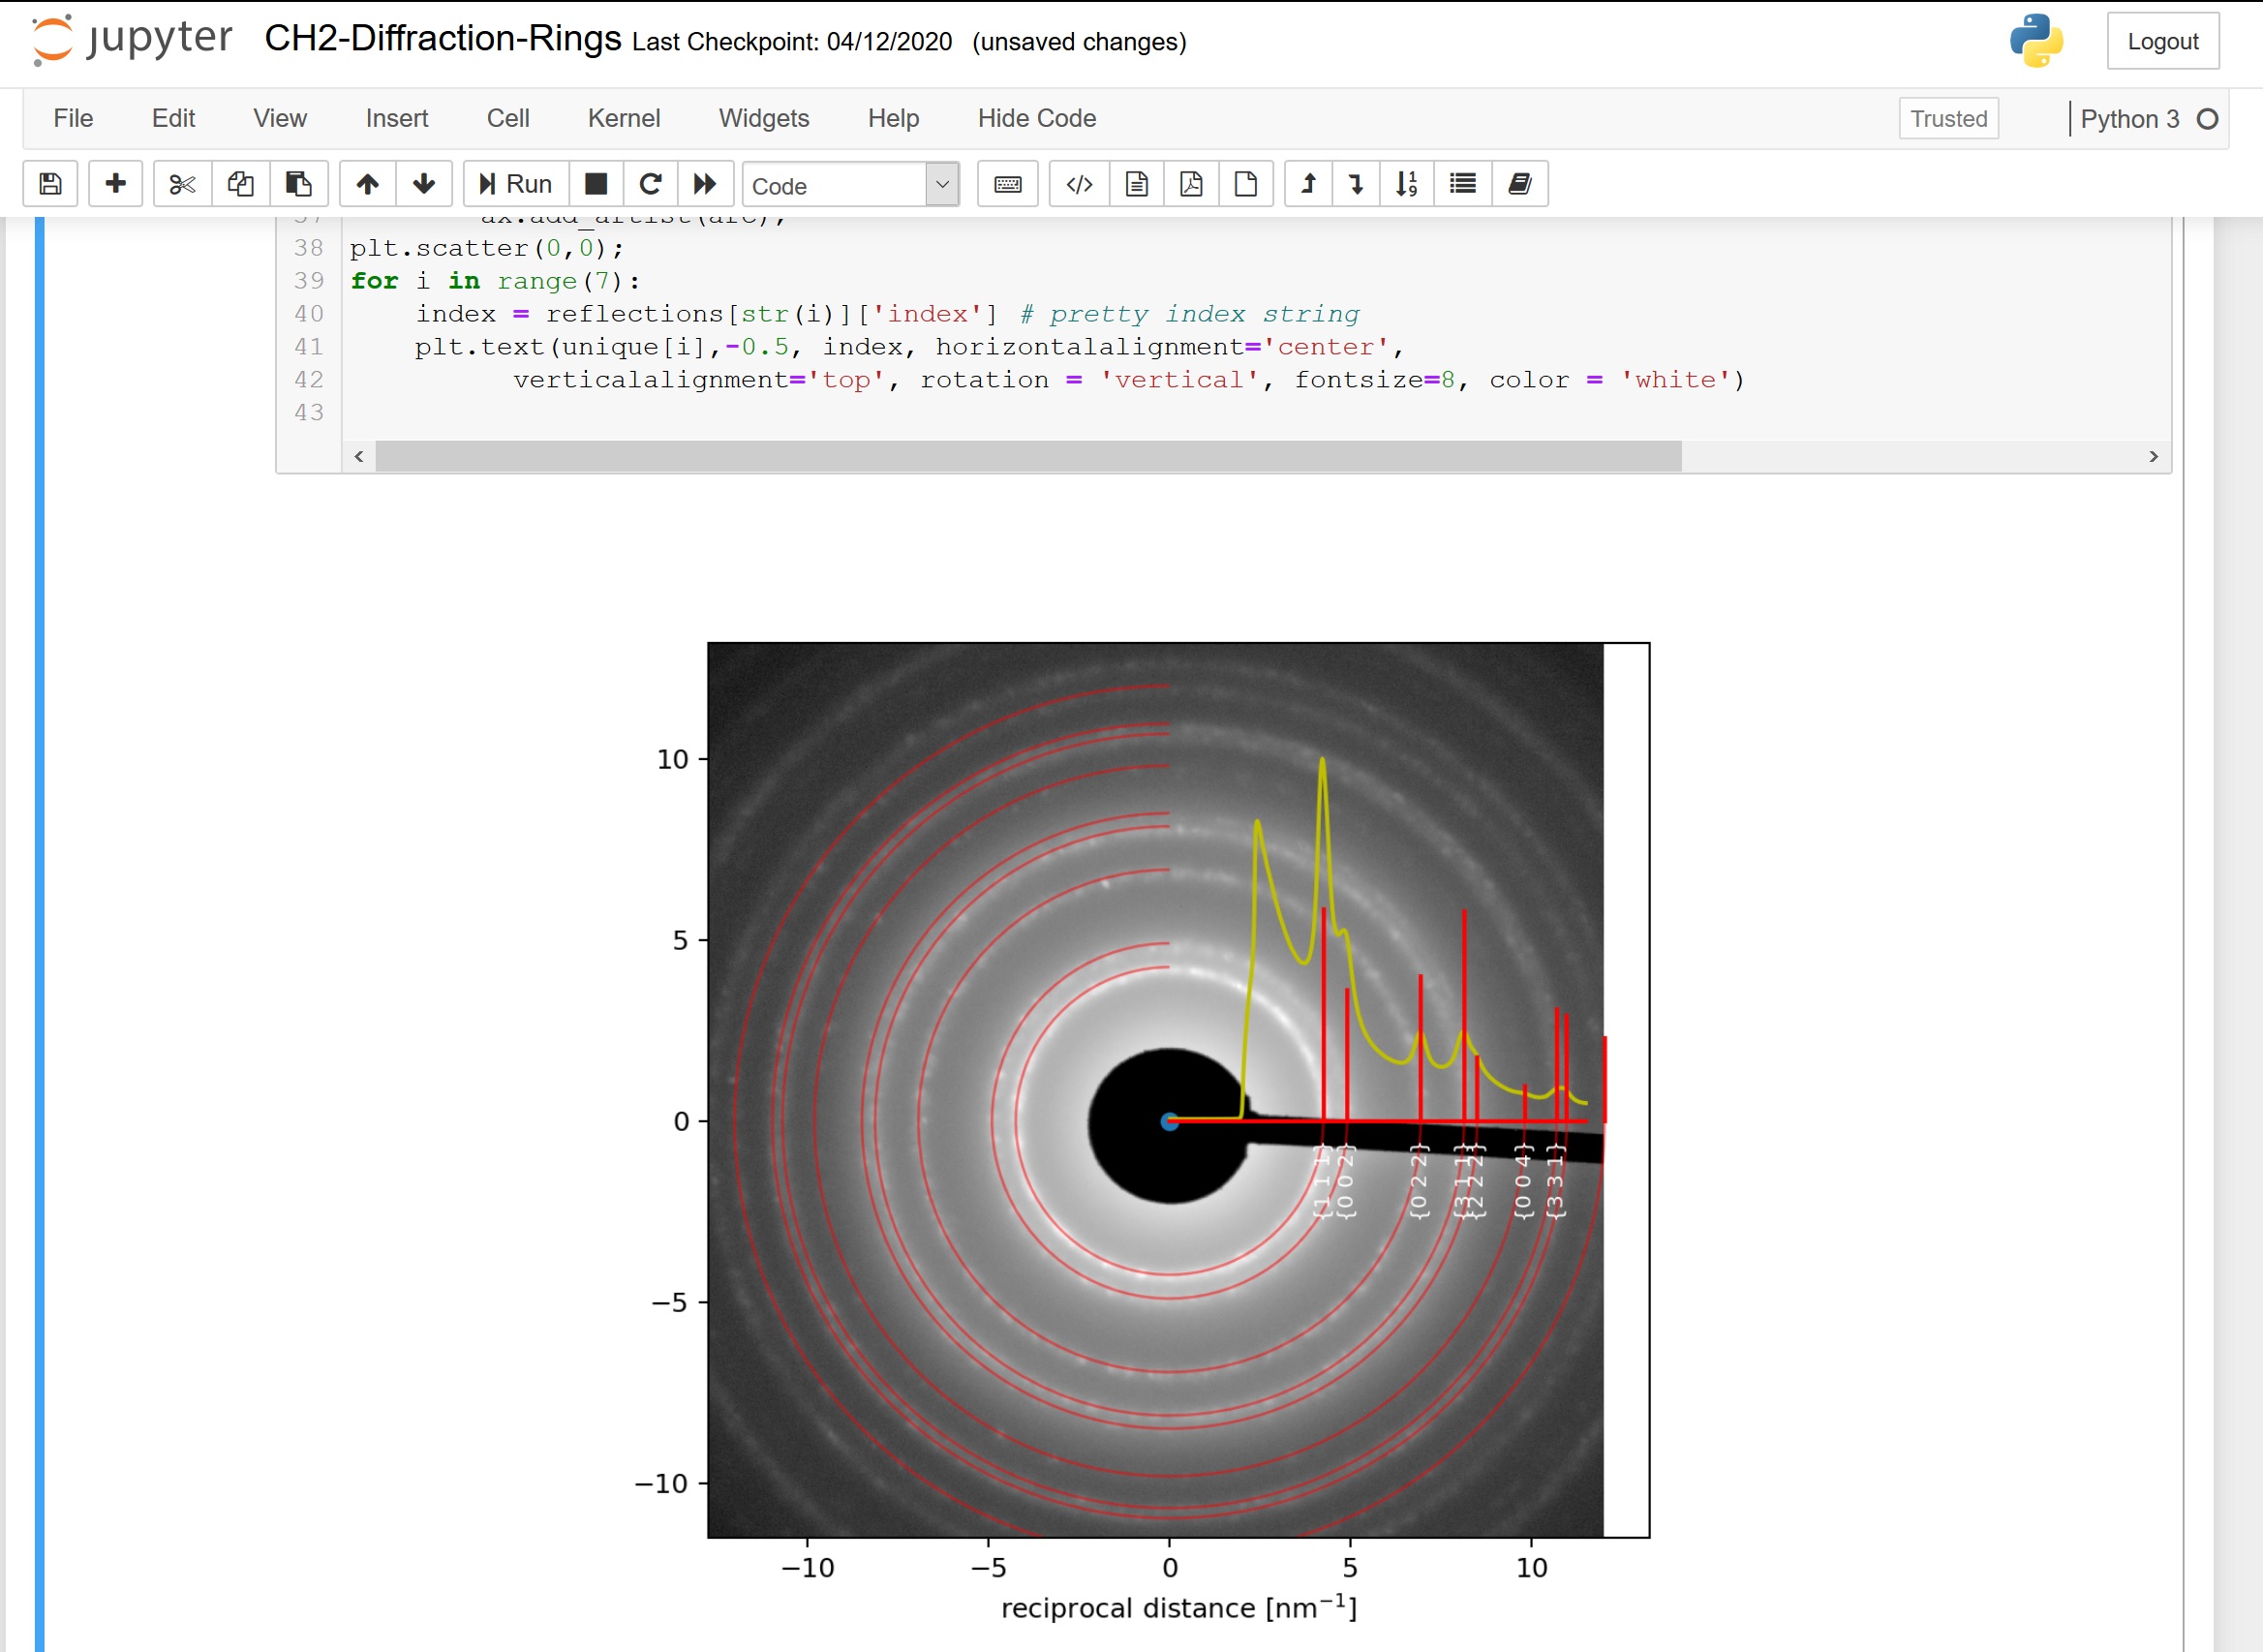 jupyter CH2-Diffraction-Rings Last Checkpoint: 04/12/2020 (unsaved changes) Logout
File Edit View Insert Cell Kernel Widgets Help Hide Code Trusted Python 3
Run Code
37 ax.add_artist(arc);
38 plt.scatter(0,0);
39 for i in range(7):
40 index = reflections[str(i)]['index'] # pretty index string
41 plt.text(unique[i],-0.5, index, horizontalalignment='center',
42 verticalalignment='top', rotation = 'vertical', fontsize=8, color = 'white')
43
10
5
0
−5
−10
{1 1 1}
{0 0 2}
{0 2 2}
{3 1 1}
{2 2 2}
{0 0 4}
{3 3 1}
−10 −5 0 5 10
reciprocal distance [nm⁻¹]